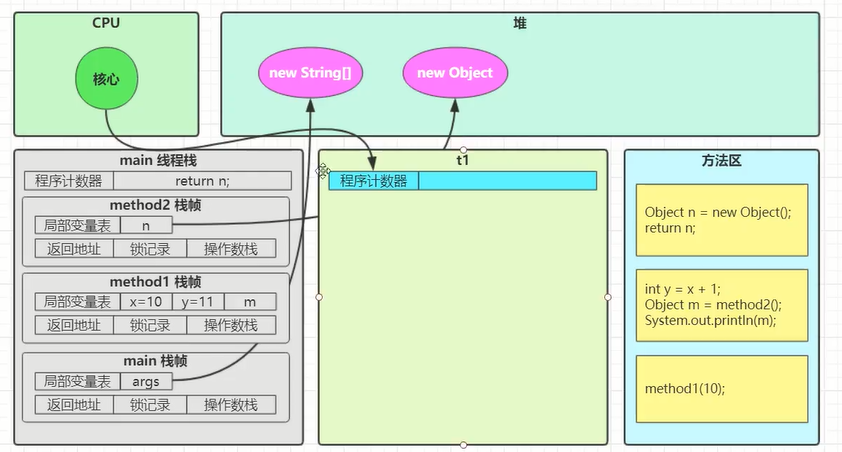 CPU
核心
堆
new String[]
new Object
main 线程栈
程序计数器 return n;
method2 栈帧
局部变量表 n
返回地址 锁记录 操作数栈
method1 栈帧
局部变量表 x=10 y=11 m
返回地址 锁记录 操作数栈
main 栈帧
局部变量表 args
返回地址 锁记录 操作数栈
t1
程序计数器
方法区
Object n = new Object();
return n;
int y = x + 1;
Object m = method2();
System.out.println(m);
method1(10);